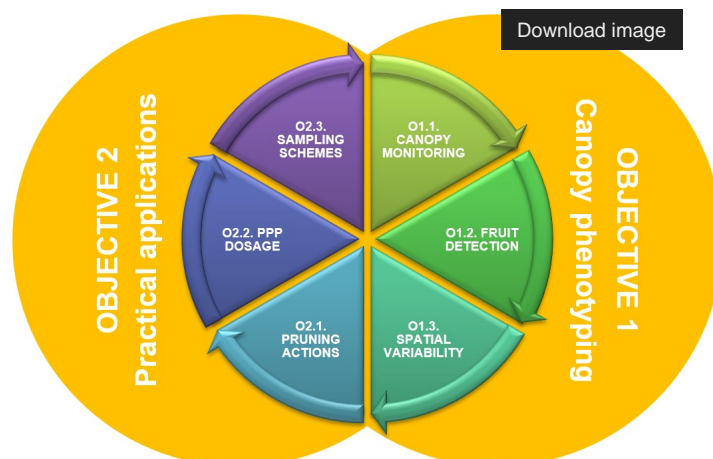 Download image
OBJECTIVE 2
Practical applications
O2.3.
SAMPLING
SCHEMES
O1.1.
CANOPY
MONITORING
O2.2. PPP
DOSAGE
O1.2. FRUIT
DETECTION
O2.1.
PRUNING
ACTIONS
O1.3.
SPATIAL
VARIABILITY
OBJECTIVE 1
Canopy phenotyping